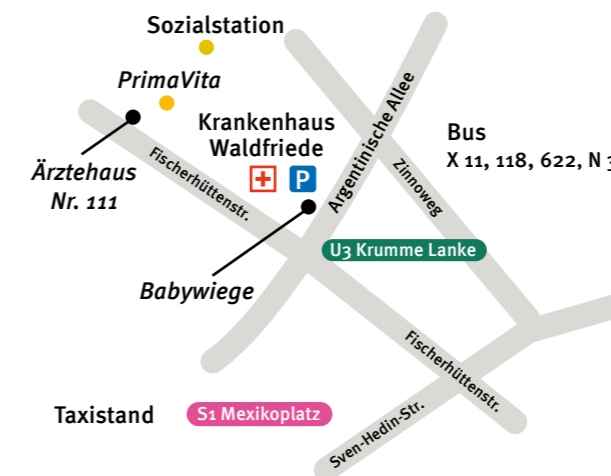 Sozialstation
PrimaVita
Krankenhaus
Waldfriede
P
Ärztehaus
Nr. 111
Fischerhüttenstr.
Argentinische Allee
Zinnoweg
Bus
X 11, 118, 622, N 3
U3 Krumme Lanke
Babywiege
Fischerhüttenstr.
Taxistand
S1 Mexikoplatz
Sven-Hedin-Str.